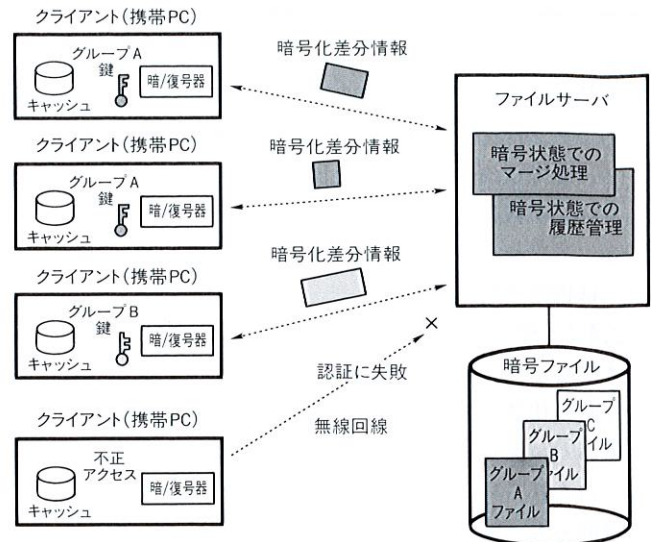 クライアント(携帯PC)
グループA
鍵
暗/復号器
キャッシュ
暗号化差分情報
クライアント(携帯PC)
グループA
鍵
暗/復号器
キャッシュ
暗号化差分情報
クライアント(携帯PC)
グループB
鍵
暗/復号器
キャッシュ
暗号化差分情報
クライアント(携帯PC)
不正
アクセス
暗/復号器
キャッシュ
認証に失敗
×
無線回線
ファイルサーバ
暗号状態での
マージ処理
暗号状態での
履歴管理
暗号ファイル
グループ
C
イル
グループ
B
イル
グループ
A
ファイル